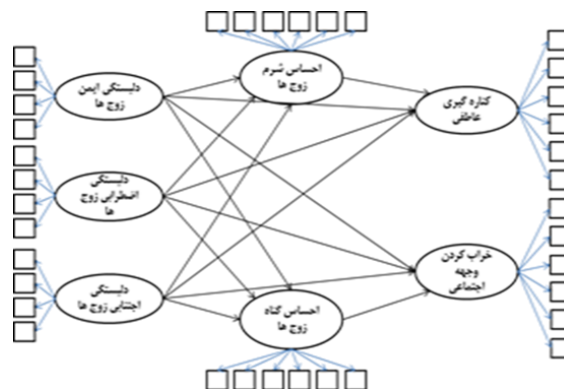 احساس شرم
زوج ها
دلبستگی ایمن
زوج ها
کناره گیری
عاطفی
دلبستگی
اضطرابی زوج
ها
خراب کردن
وجهه
اجتماعی
دلبستگی
اجتنابی زوج ها
احساس گناه
زوج ها